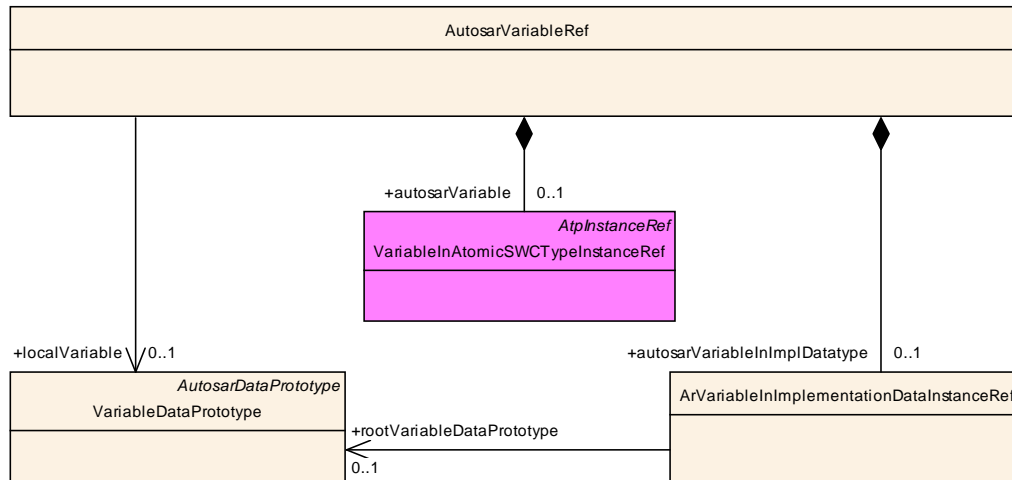 AutosarVariableRef
+autosarVariable 0..1
AtpInstanceRef
VariableInAtomicSWCTypeInstanceRef
+localVariable 0..1
+autosarVariableInImplDatatype 0..1
AutosarDataPrototype
VariableDataPrototype
ArVariableInImplementationDataInstanceRef
+rootVariableDataPrototype
0..1